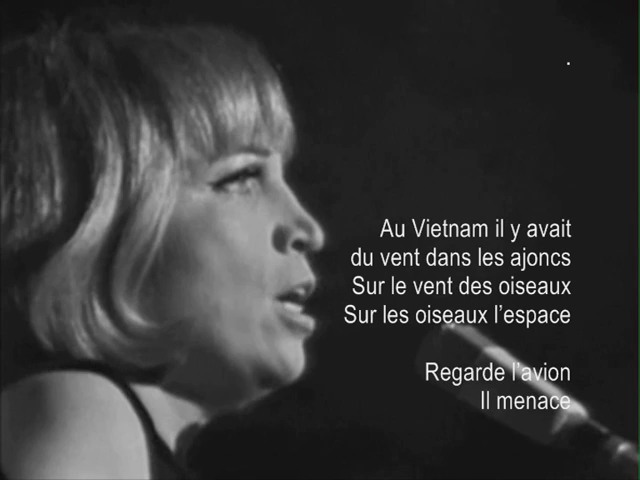 Au Vietnam il y avait
du vent dans les ajoncs
Sur le vent des oiseaux
Sur les oiseaux l'espace
Regarde l'avion
Il menace